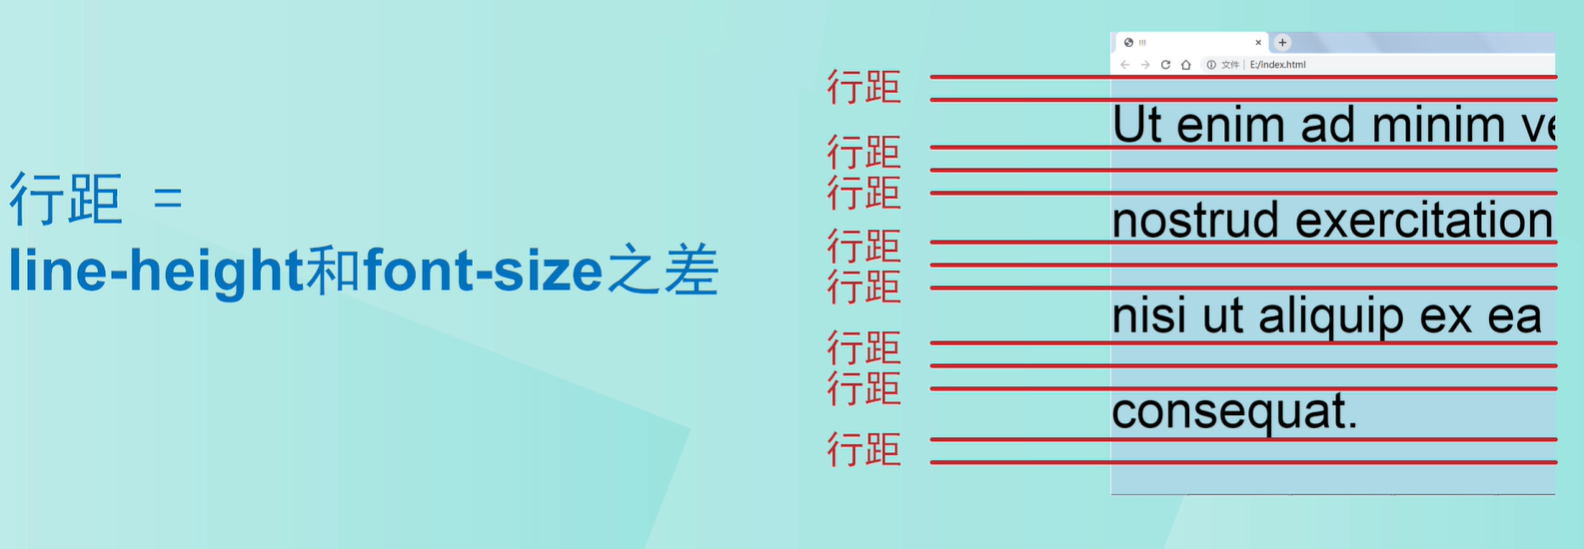 行距 =
line-height和font-size之差
!!!
文件 E:/index.html
行距
Ut enim ad minim
行距
行距
nostrud exercitation
行距
行距
nisi ut aliquip ex ea
行距
行距
consequat.
行距